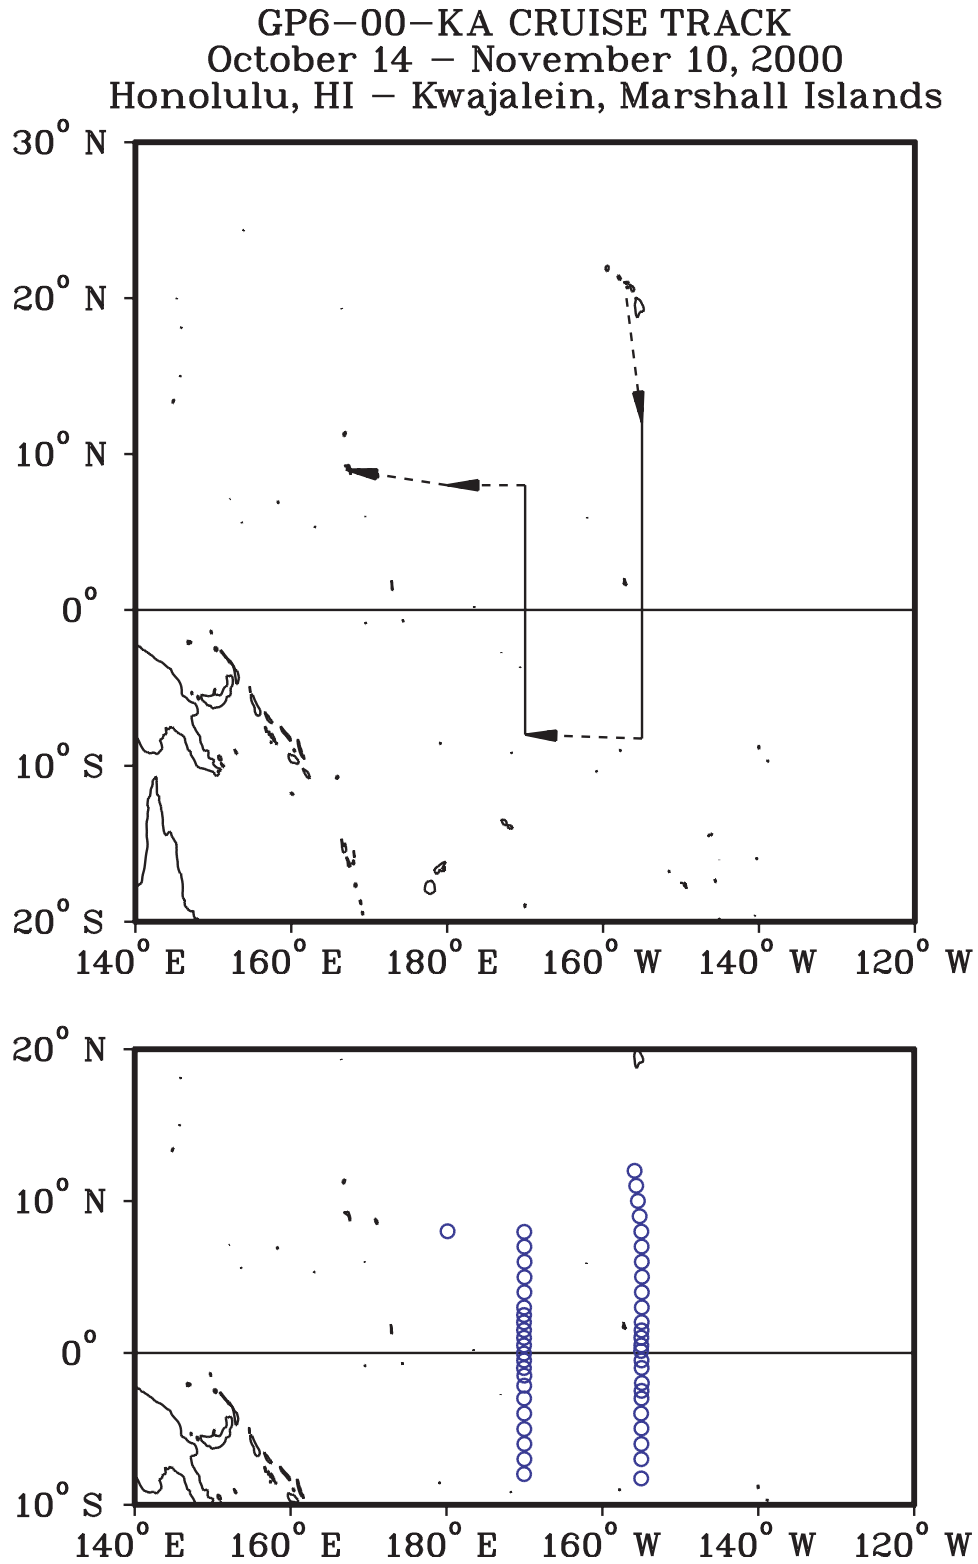 GP6-00-KA CRUISE TRACK
October 14 - November 10, 2000
Honolulu, HI - Kwajalein, Marshall Islands
30° N
20° N
10° N
0°
10° S
20° S
140° E 160° E 180° E 160° W 140° W 120° W
20° N
10° N
0°
10° S
140° E 160° E 180° E 160° W 140° W 120° W